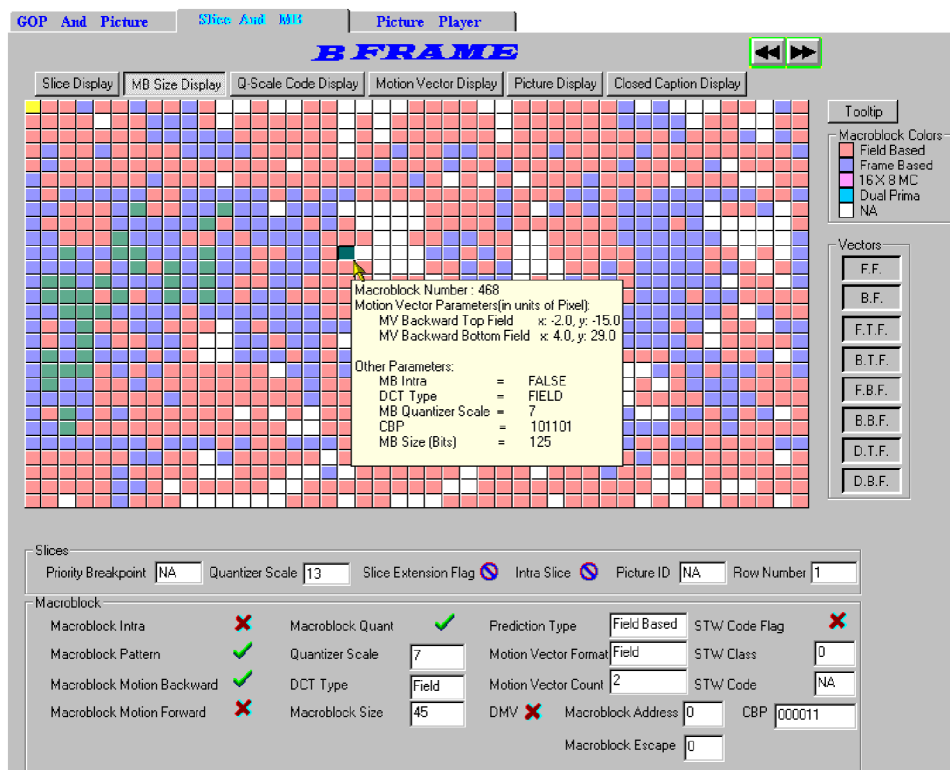 GOP And Picture Slice And MB Picture Player
B FRAME
Slice Display MB Size Display Q-Scale Code Display Motion Vector Display Picture Display Closed Caption Display
Tooltip
Macroblock Colors
Field Based
Frame Based
16 X 8 MC
Dual Prima
NA
Vectors
F.F.
B.F.
F.T.F.
B.T.F.
F.B.F.
B.B.F.
D.T.F.
D.B.F.
Macroblock Number : 468
Motion Vector Parameters(in units of Pixel):
MV Backward Top Field x: -2.0, y: -15.0
MV Backward Bottom Field x: 4.0, y: 29.0
Other Parameters:
MB Intra = FALSE
DCT Type = FIELD
MB Quantizer Scale = 7
CBP = 101101
MB Size (Bits) = 125
Slices
Priority Breakpoint NA Quantizer Scale 13 Slice Extension Flag Intra Slice Picture ID NA Row Number 1
Macroblock
Macroblock Intra Macroblock Quant Prediction Type Field Based STW Code Flag
Macroblock Pattern Quantizer Scale 7 Motion Vector Format Field STW Class 0
Macroblock Motion Backward DCT Type Field Motion Vector Count 2 STW Code NA
Macroblock Motion Forward Macroblock Size 45 DMV Macroblock Address 0 CBP 000011
Macroblock Escape 0